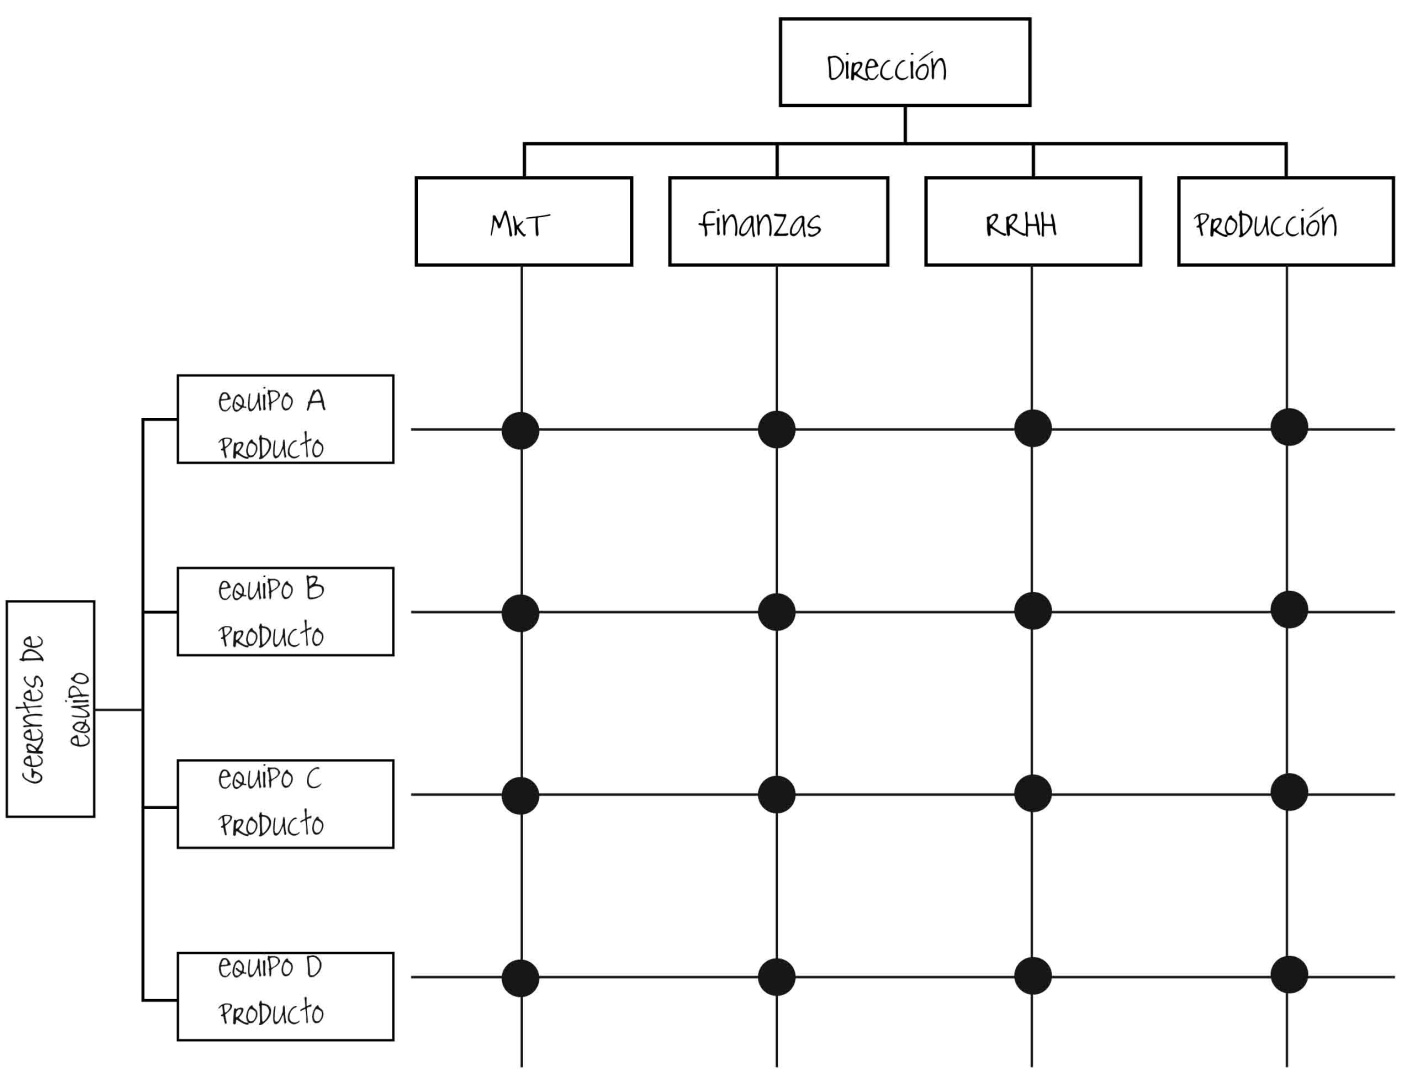 Dirección
MKT
Finanzas
RRHH
Producción
Equipo A
Producto
Equipo B
Producto
Gerentes de
equipo
Equipo C
Producto
Equipo D
Producto